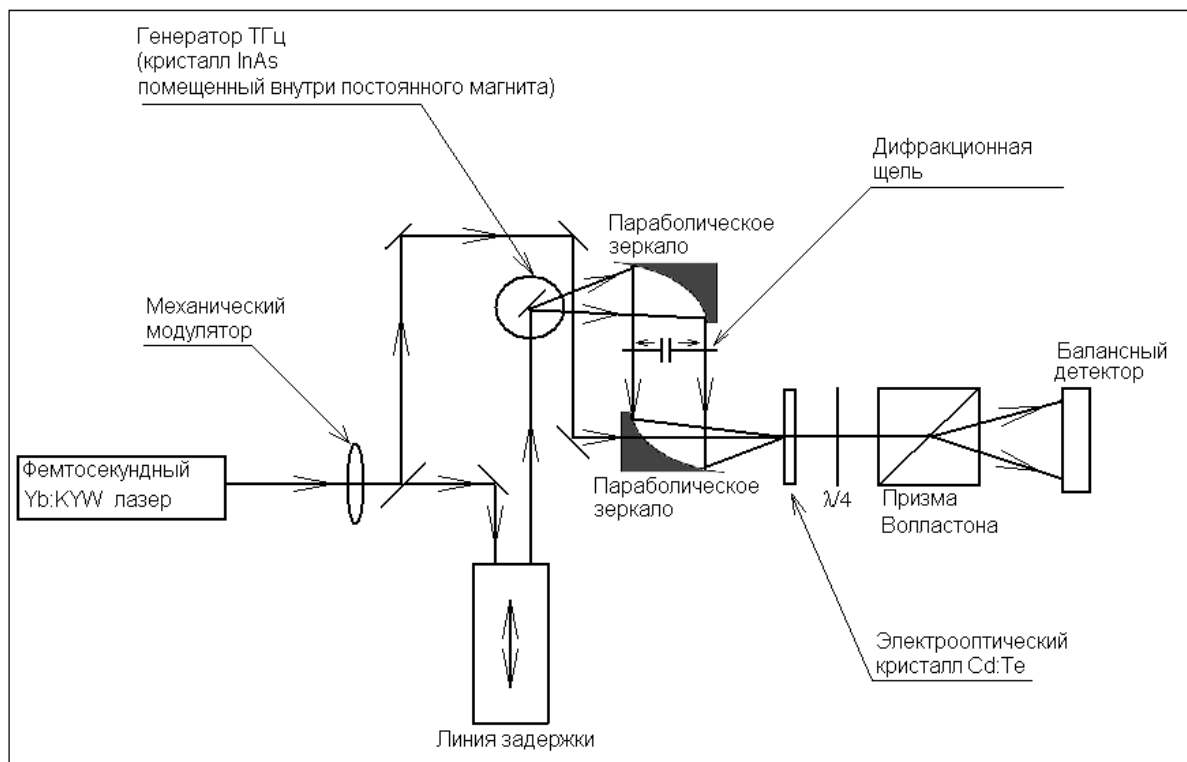 Генератор ТГц
(кристалл InAs
помещенный внутри постоянного магнита)
Дифракционная
щель
Параболическое
зеркало
Механический
модулятор
Балансный
детектор
Фемтосекундный
Yb:KYW лазер
Параболическое
зеркало
λ/4
Призма
Волластона
Электрооптический
кристалл Cd:Te
Линия задержки